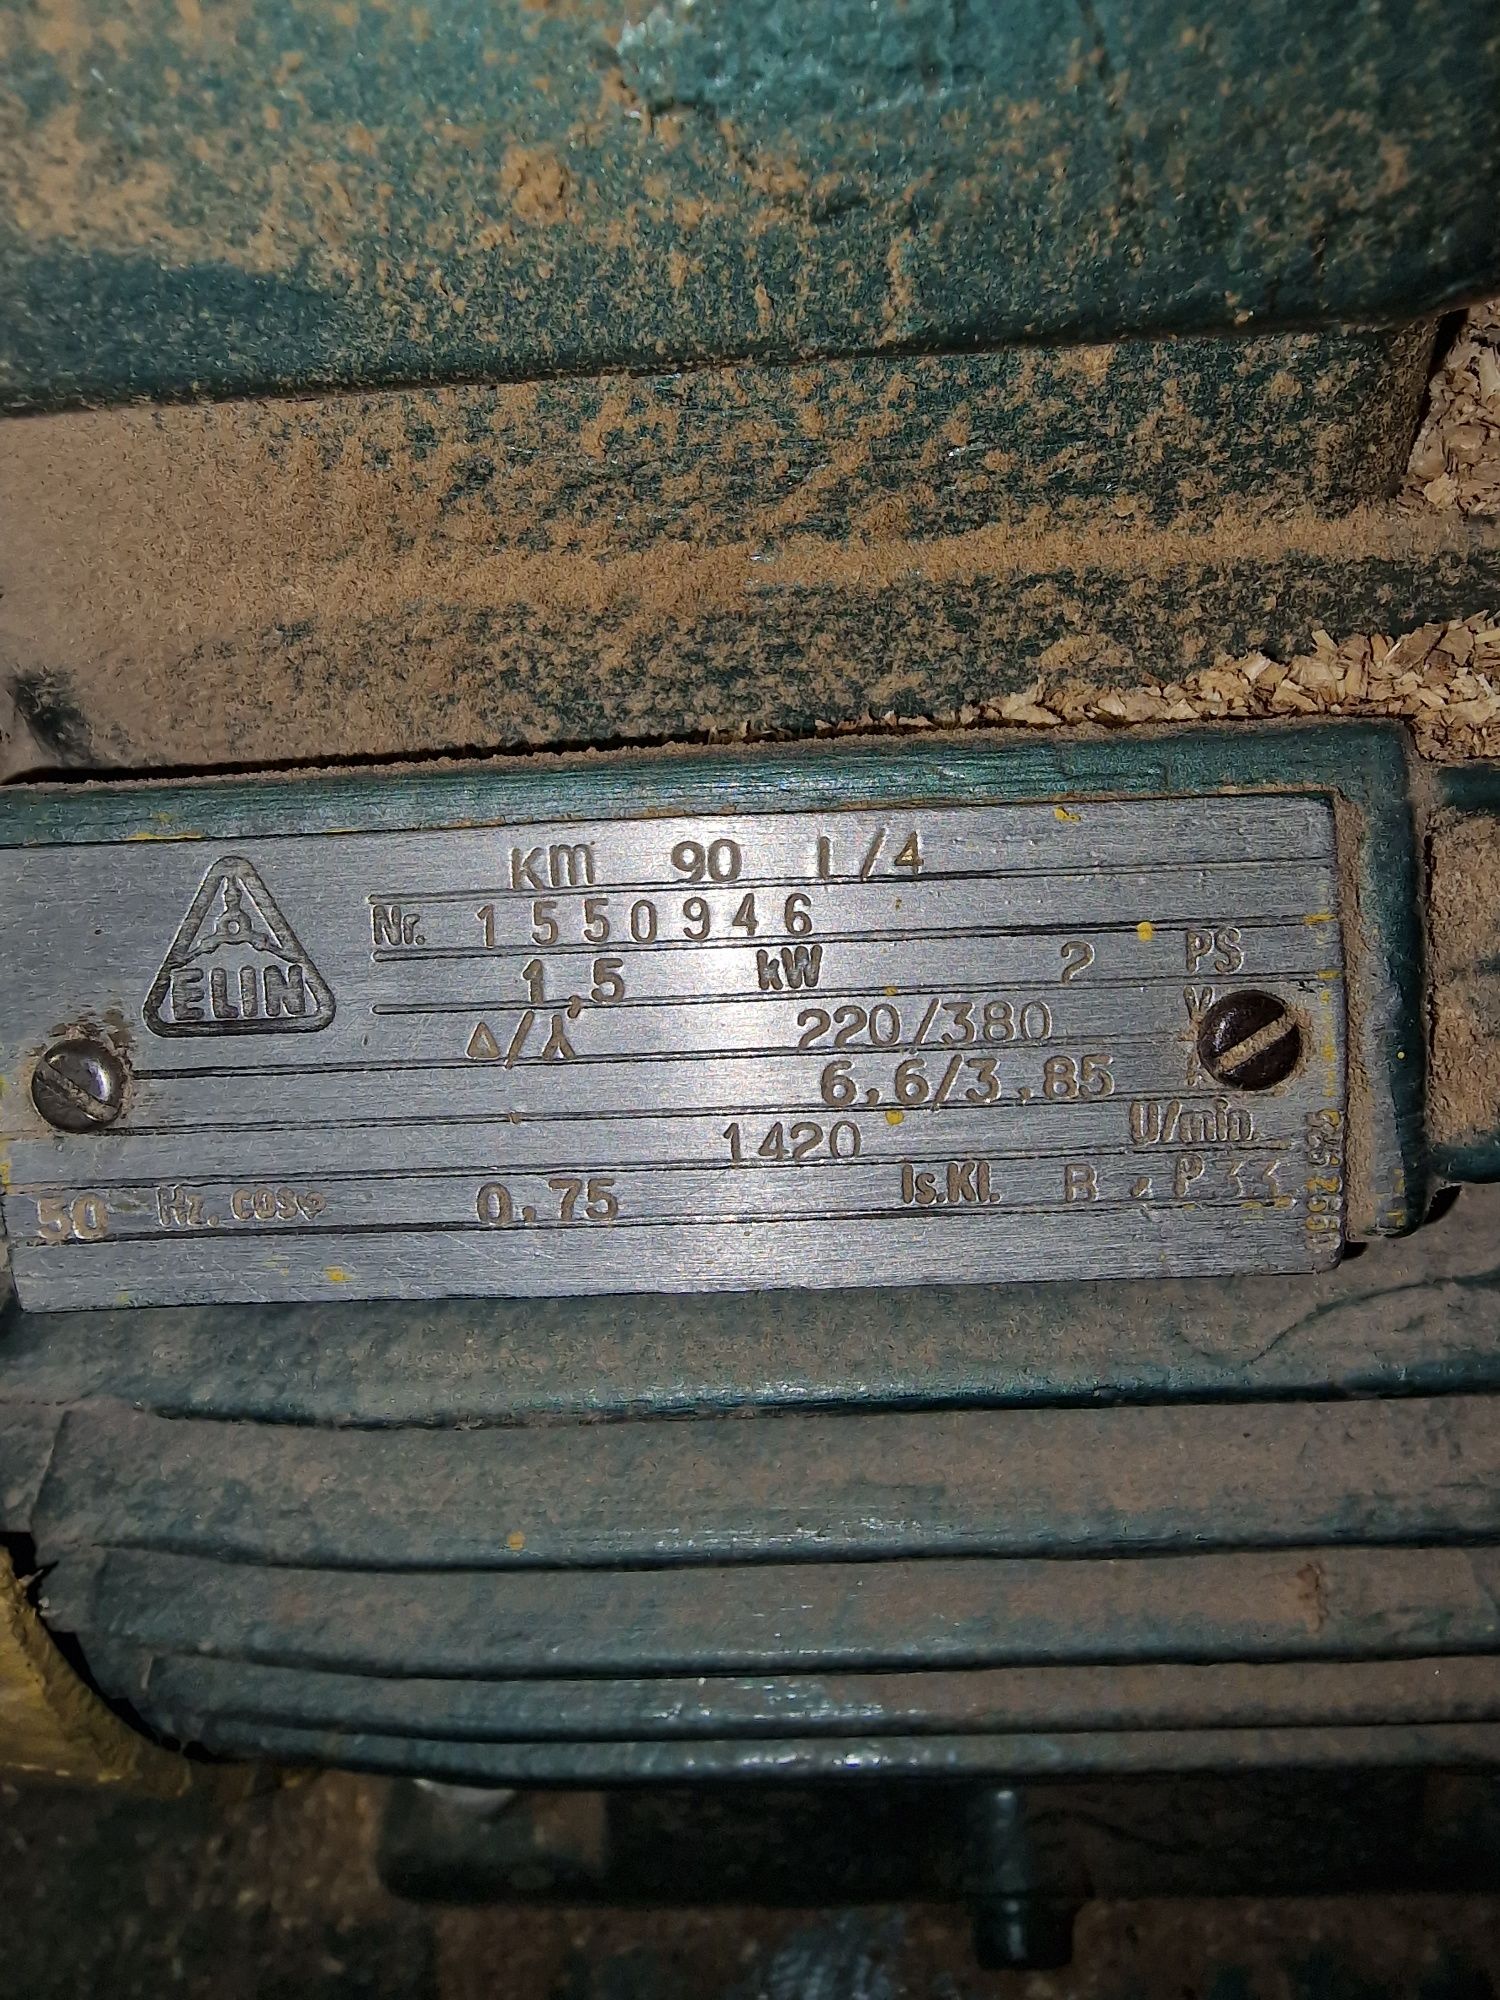 ELIN
Km 90 L/4
Nr. 1550946
1,5 kW 2 PS
Δ/⅄ 220/380 V
6,6/3,85
1420 U/min
50 Hz. cosφ 0,75 Is.Kl. B , P 33